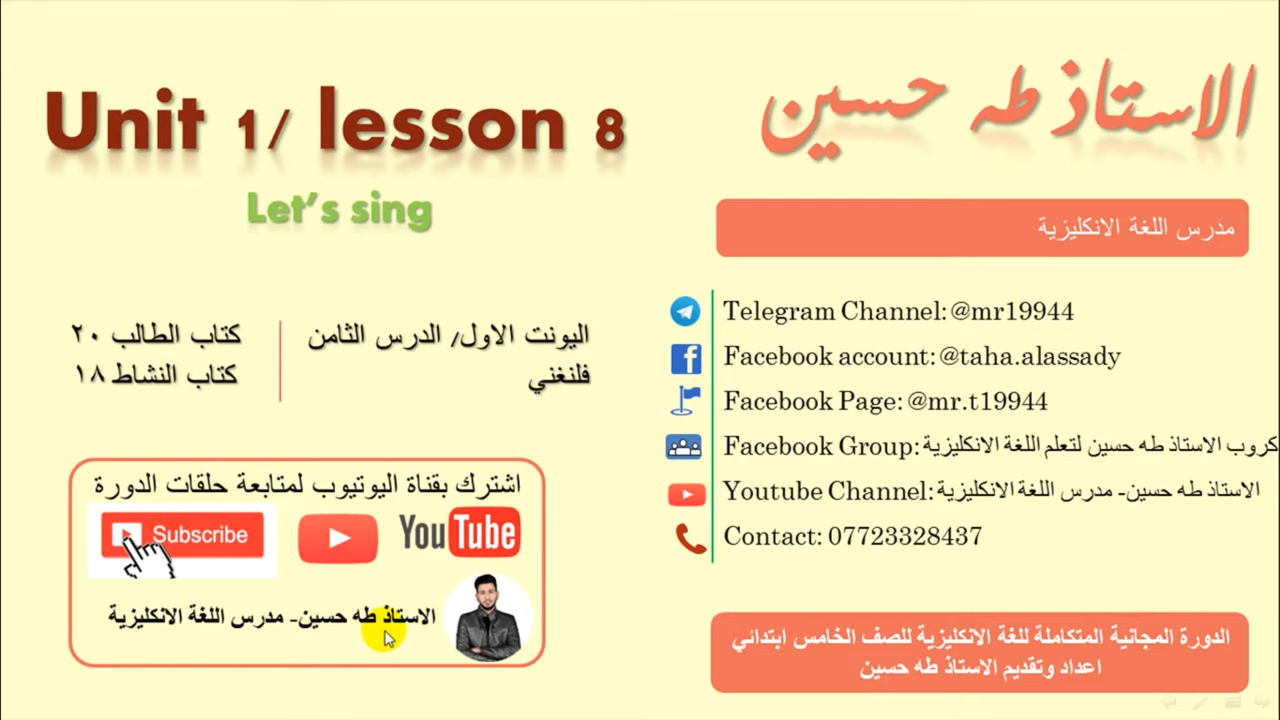 Unit 1/ lesson 8
Let's sing
اليونت الاول/ الدرس الثامن
فلنغني
كتاب الطالب ٢٠
كتاب النشاط ١٨
اشترك بقناة اليوتيوب لمتابعة حلقات الدورة
Subscribe
YouTube
الاستاذ طه حسين- مدرس اللغة الانكليزية
الاستاذ طه حسين
مدرس اللغة الانكليزية
Telegram Channel: @mr19944
Facebook account: @taha.alassady
Facebook Page: @mr.t19944
Facebook Group: كروب الاستاذ طه حسين لتعلم اللغة الانكليزية
Youtube Channel: الاستاذ طه حسين- مدرس اللغة الانكليزية
Contact: 07723328437
الدورة المجانية المتكاملة للغة الانكليزية للصف الخامس ابتدائي
اعداد وتقديم الاستاذ طه حسين